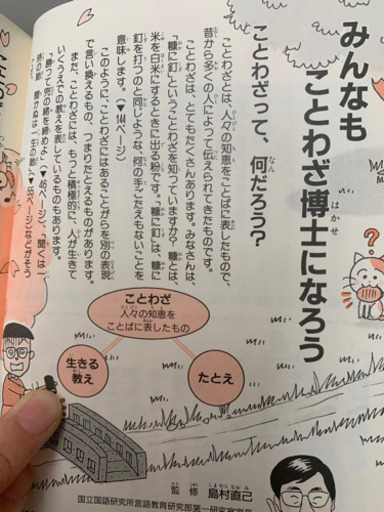 みんなも
ことわざ博士になろう
ことわざって、何だろう?
ことわざとは、人々の知恵をことばに表したもので、
昔から多くの人によって伝えられてきたものです。
ことわざは、とてもたくさんあります。みなさんは、
「糠に釘」ということわざを知っていますか? 糠とは、
米を白米にするときに出る粉です。「糠に釘」は、糠に
釘を打つのと同じような、何の手ごたえもないことを
意味します。(▼144ページ)
このように、ことわざにはあることがらを別の表現
で言い換えるもの、つまりたとえるものがあります。
また、ことわざには、もっと積極的に、人が生きて
いくうえでの教えを表しているものもあります。
「勝って兜の緒を締めよ」(▼46ページ)、「聞くは一
ことわざ
人々の知恵を
ことばに表したもの
生きる
教え
たとえ
監修 島村直己
国立国語研究所言語教育研究部第一研究室室長